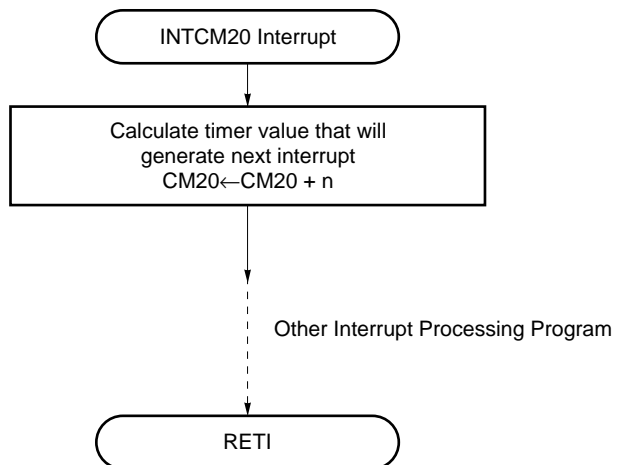 INTCM20 Interrupt
Calculate timer value that will
generate next interrupt
CM20←CM20 + n
Other Interrupt Processing Program
RETI